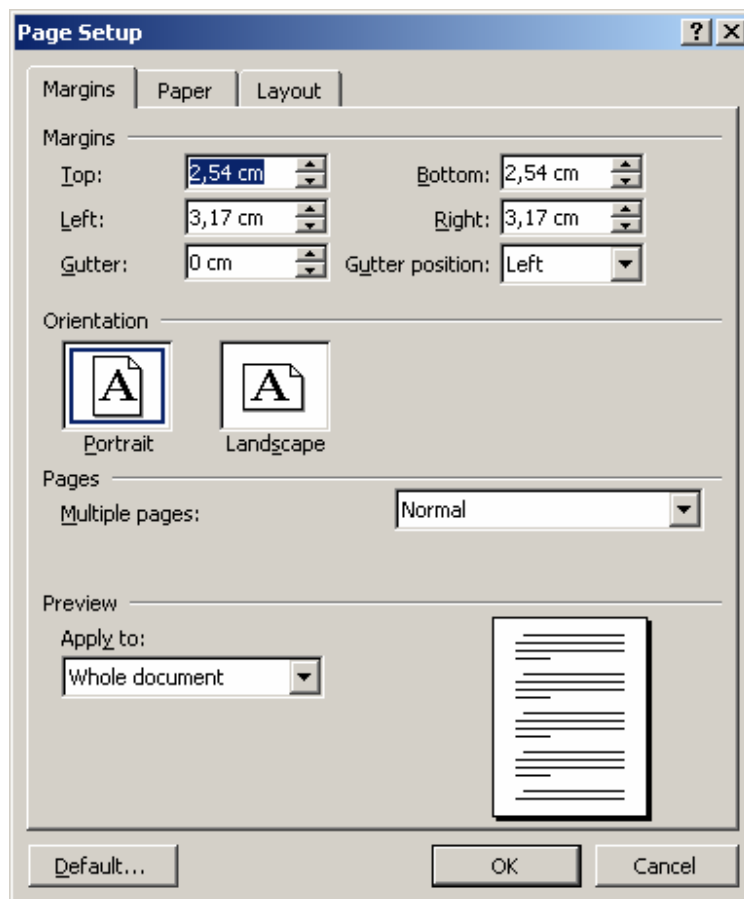 Page Setup
Margins Paper Layout
Margins
Top: 2,54 cm Bottom: 2,54 cm
Left: 3,17 cm Right: 3,17 cm
Gutter: 0 cm Gutter position: Left
Orientation
A A
Portrait Landscape
Pages
Multiple pages: Normal
Preview
Apply to:
Whole document
Default... OK Cancel